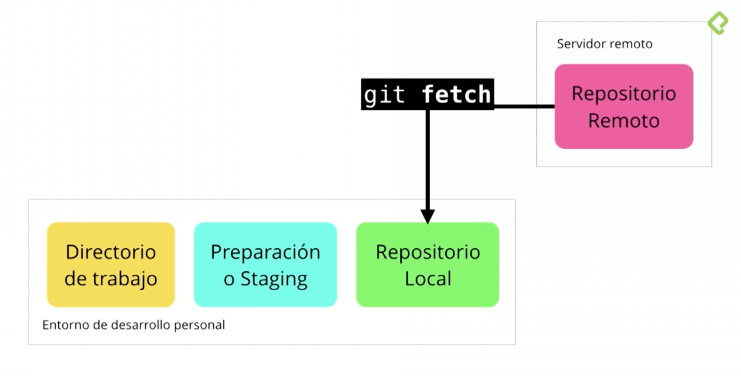 Servidor remoto
git fetch
Repositorio
Remoto
Directorio
de trabajo
Preparación
o Staging
Repositorio
Local
Entorno de desarrollo personal